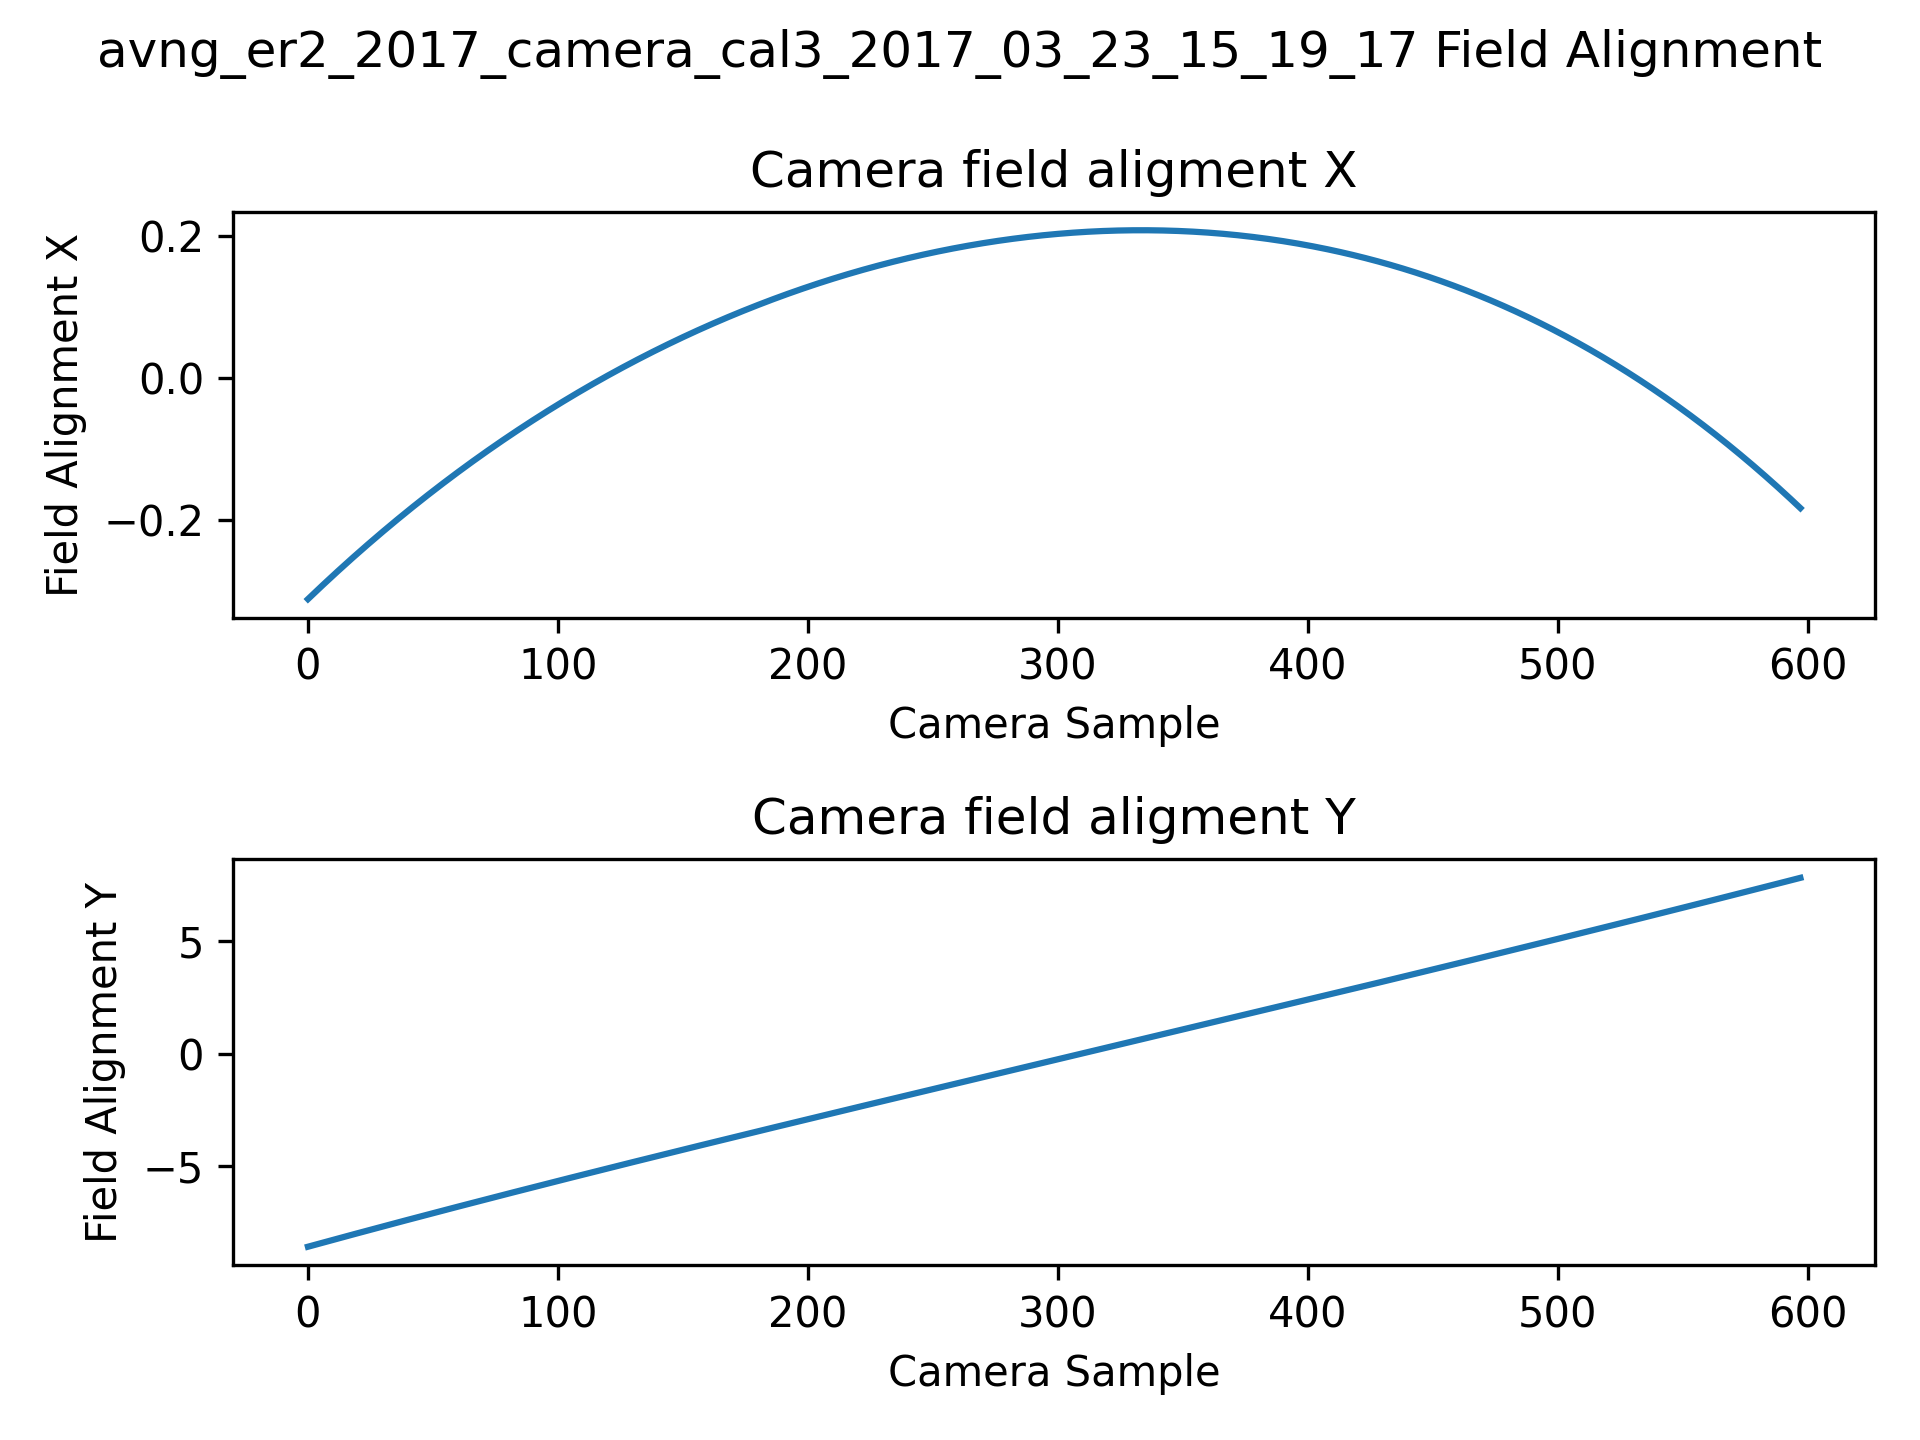 avng_er2_2017_camera_cal3_2017_03_23_15_19_17 Field Alignment
Camera field aligment X
Field Alignment X
0.2
0.0
−0.2
0 100 200 300 400 500 600
Camera Sample
Camera field aligment Y
Field Alignment Y
5
0
−5
0 100 200 300 400 500 600
Camera Sample